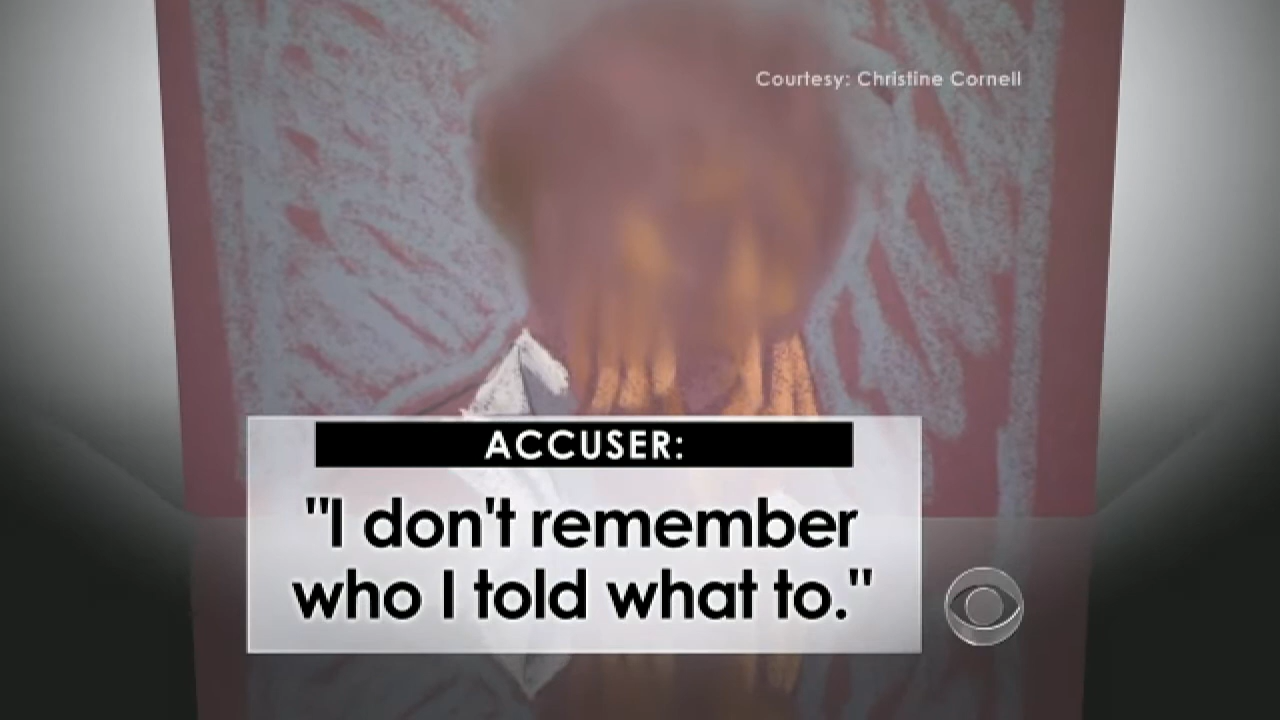 Courtesy: Christine Cornell
ACCUSER:
"I don't remember
who I told what to."